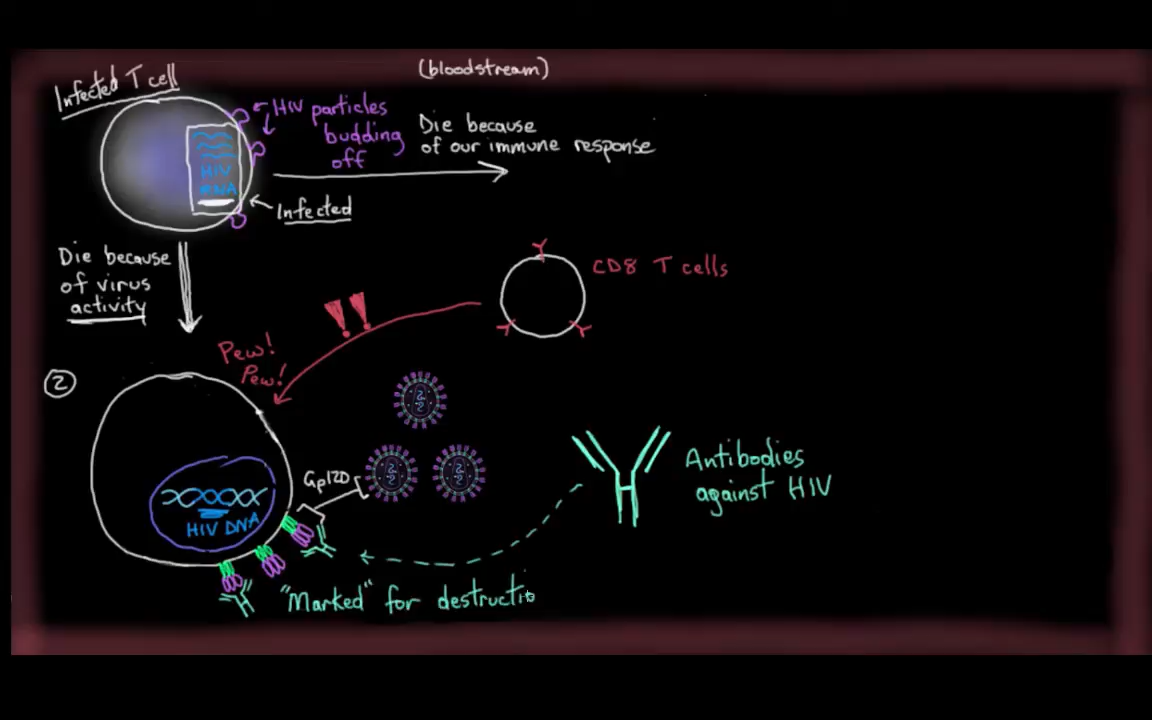 Infected T cell
(bloodstream)
HIV particles
budding
off
Die because
of our immune response
HIV
RNA
Infected
Die because
of virus
activity
CD8 T cells
!!
Pew!
Pew!
2
Gp120
HIV DNA
Antibodies
against HIV
"Marked" for destructi